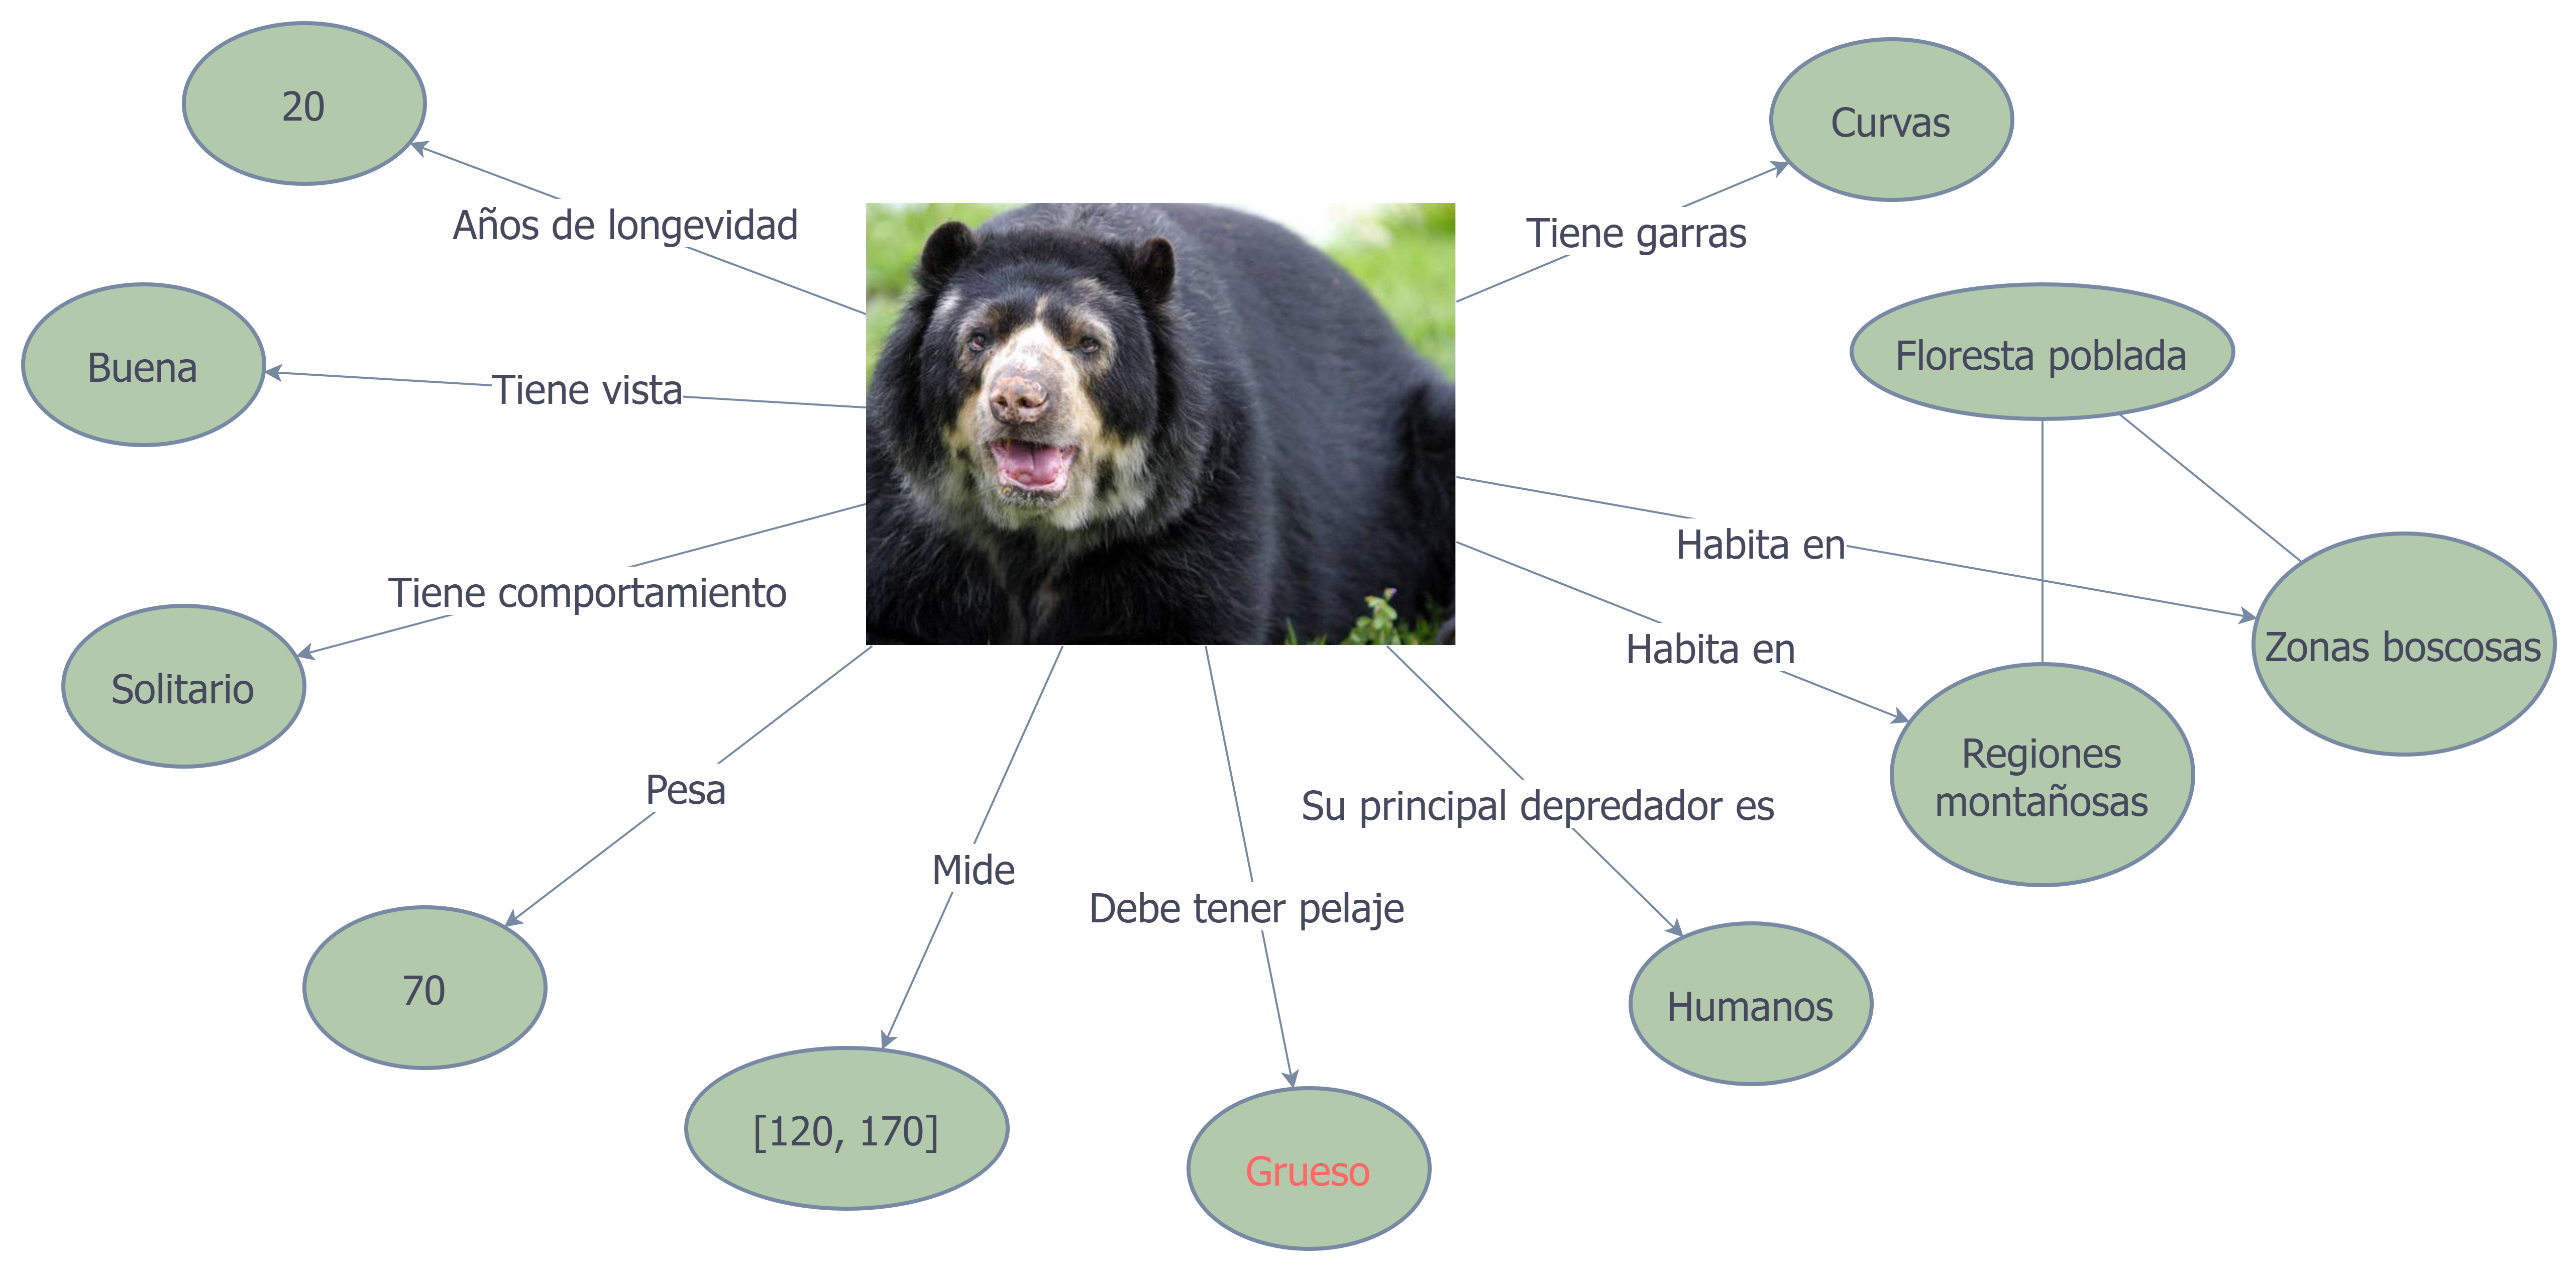 20
Curvas
Años de longevidad
Tiene garras
Buena
Tiene vista
Floresta poblada
Habita en
Tiene comportamiento
Solitario
Habita en
Zonas boscosas
Regiones
montañosas
Pesa
Su principal depredador es
Mide
Debe tener pelaje
70
Humanos
[120, 170]
Grueso